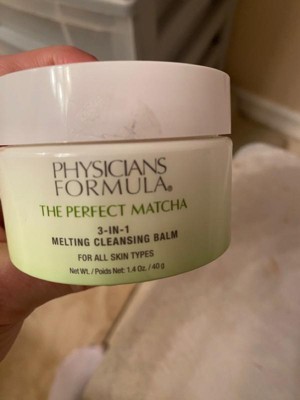 PHYSICIANS
FORMULA®
THE PERFECT MATCHA
3-IN-1
MELTING CLEANSING BALM
FOR ALL SKIN TYPES
Net Wt. / Poids Net: 1.4 Oz. / 40 g